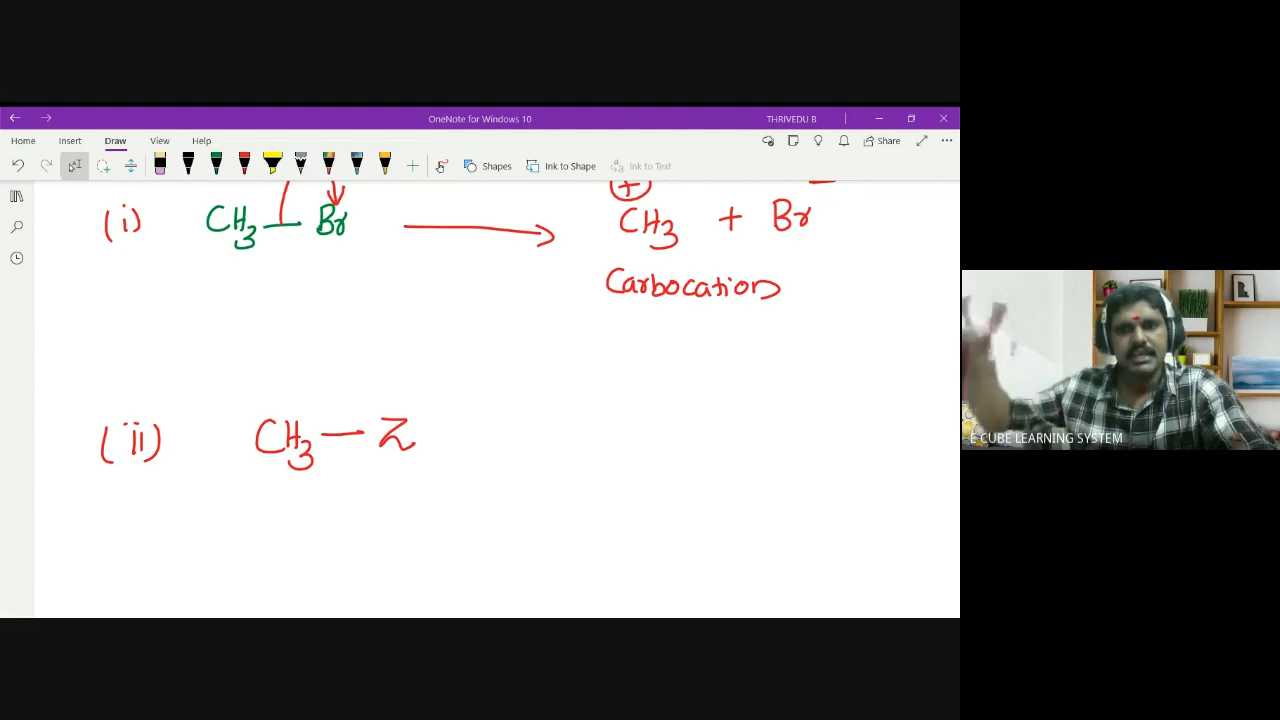 OneNote for Windows 10
THRIVEDU B
Home Insert Draw View Help
Share
Shapes Ink to Shape Ink to Text
(i) CH3 — Br ⟶ CH3 + Br
⊕ −
Carbocation
(ii) CH3 — Z
E CUBE LEARNING SYSTEM